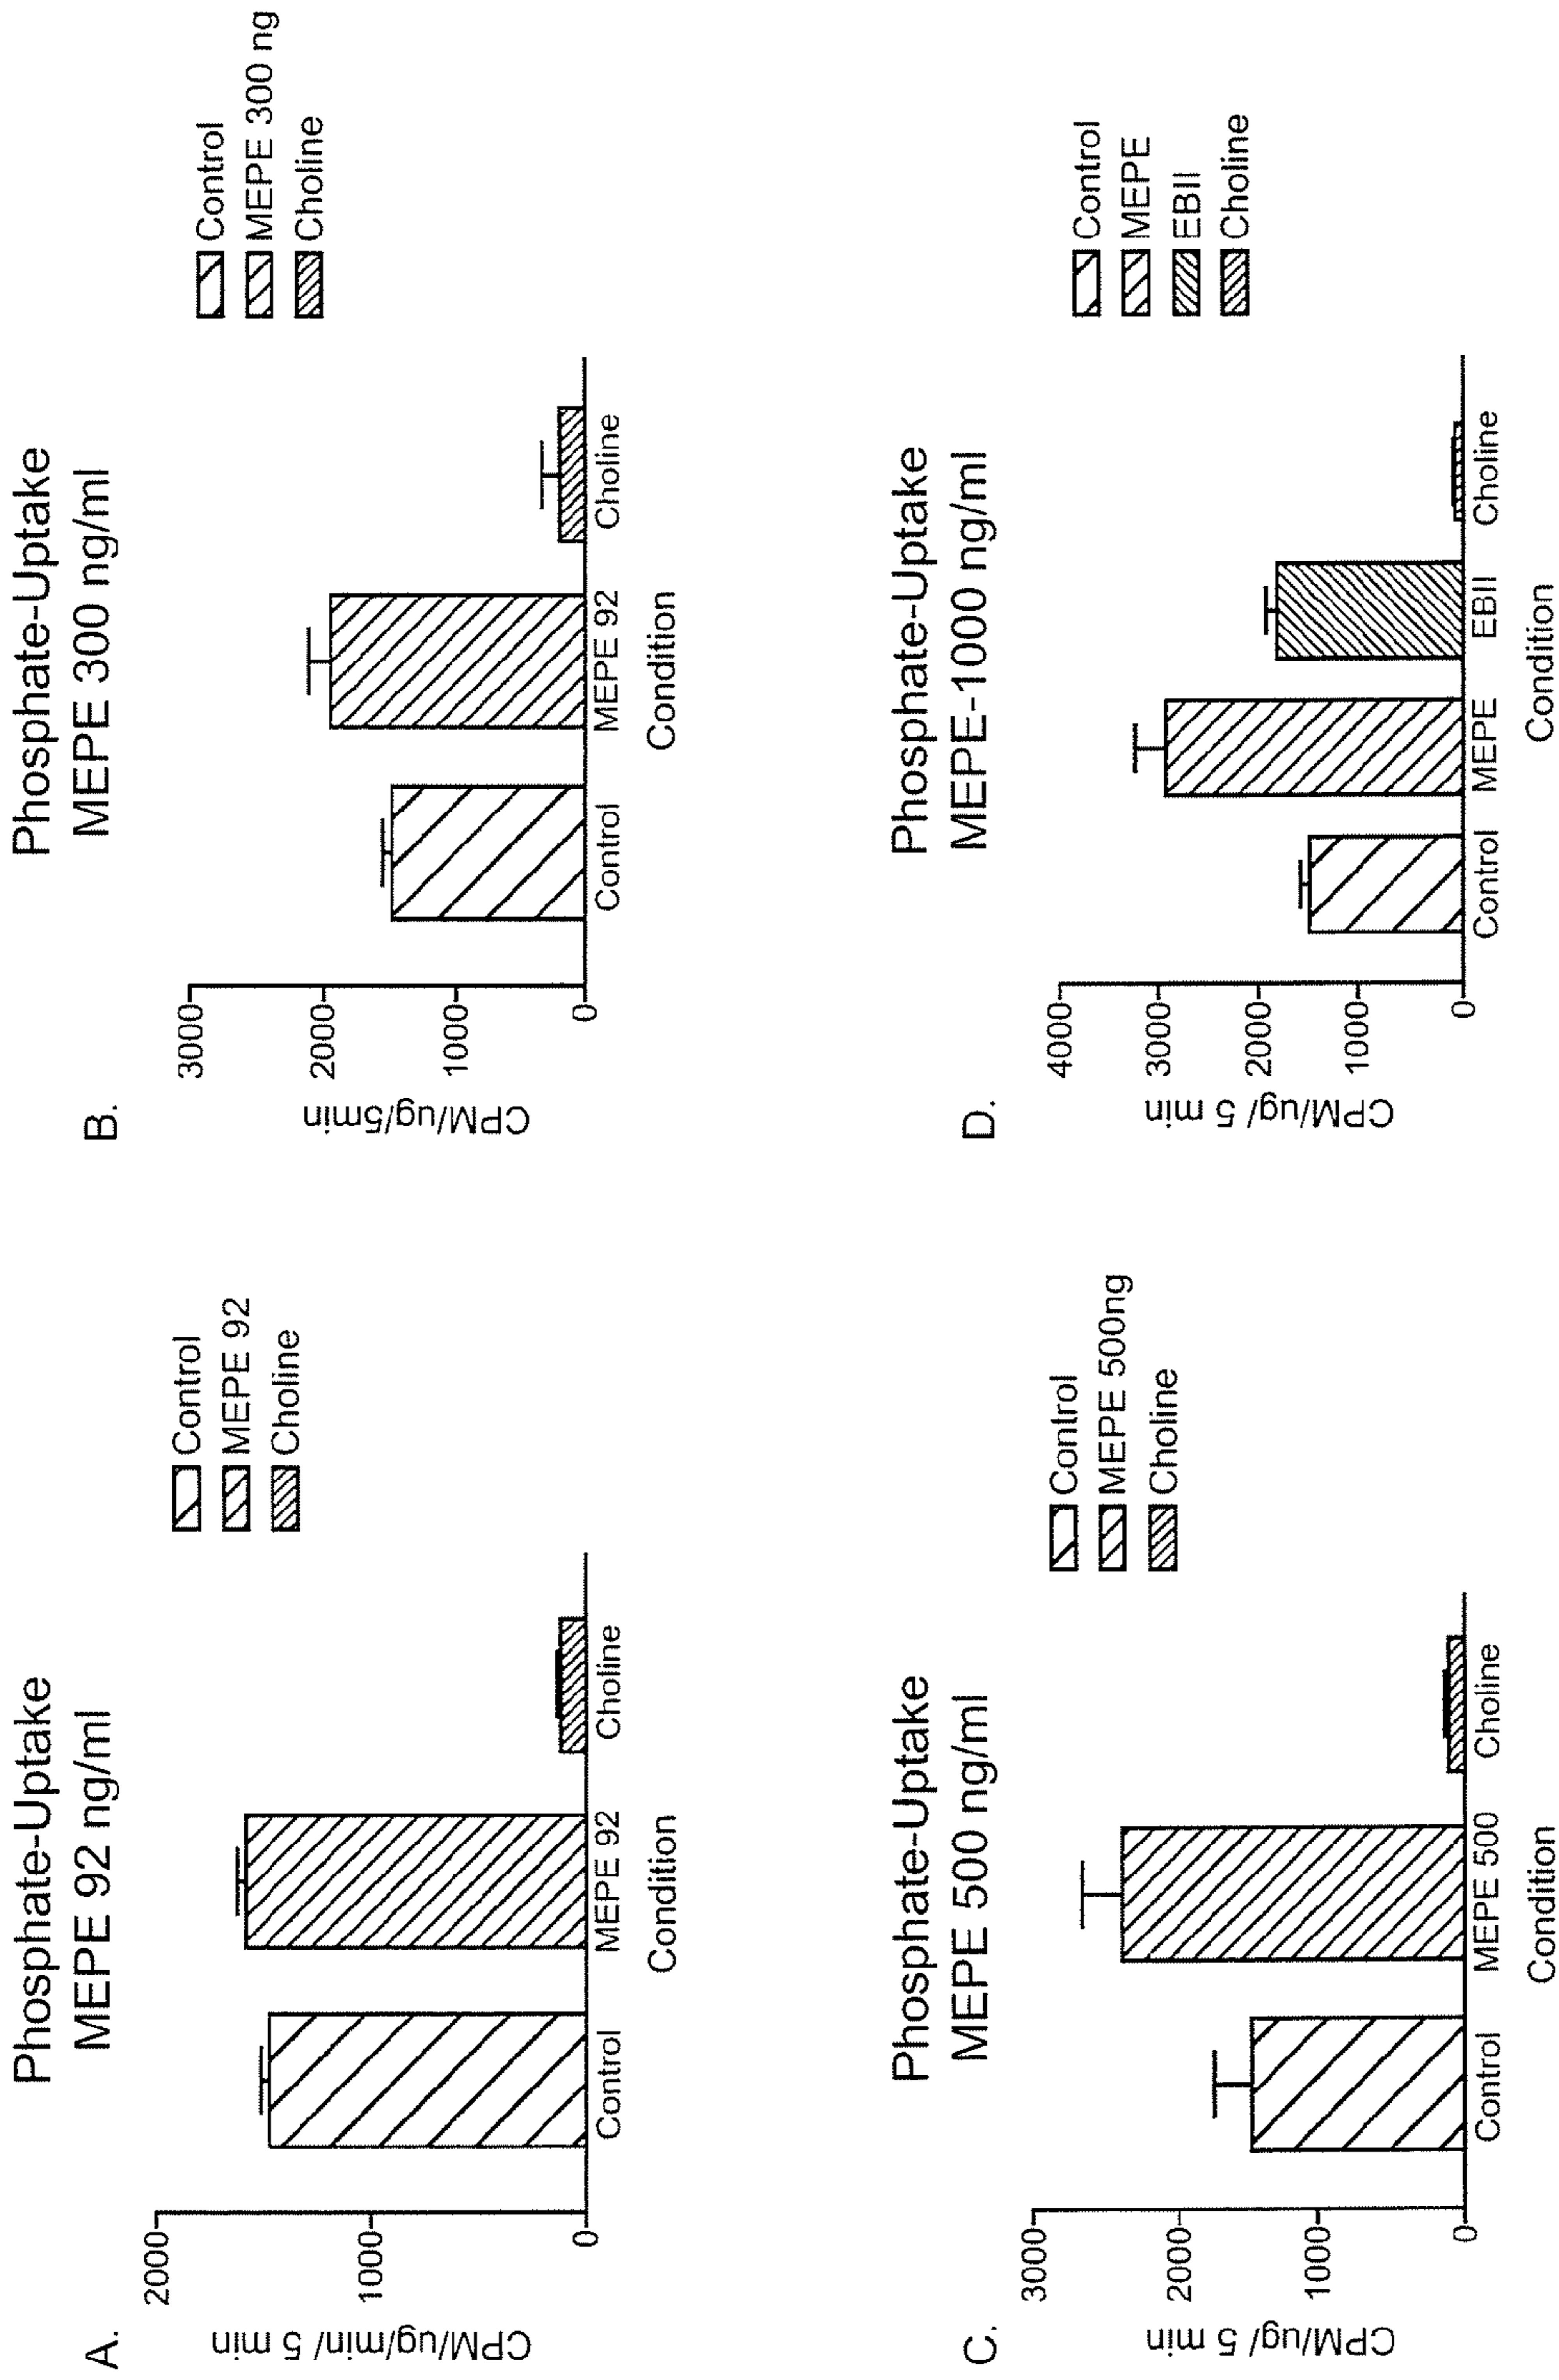 A.
Phosphate-Uptake
MEPE 92 ng/ml
CPM/ug/min/ 5 min
2000
1000
0
Control
MEPE 92
Choline
Condition
Control
MEPE 92
Choline
B.
Phosphate-Uptake
MEPE 300 ng/ml
CPM/ug/5min
3000
2000
1000
0
Control
MEPE 92
Choline
Condition
Control
MEPE 300 ng
Choline
C.
Phosphate-Uptake
MEPE 500 ng/ml
CPM/ug/ 5 min
3000
2000
1000
0
Control
MEPE 500
Choline
Condition
Control
MEPE 500ng
Choline
D.
Phosphate-Uptake
MEPE-1000 ng/ml
CPM/ug/ 5 min
4000
3000
2000
1000
0
Control
MEPE
EBII
Choline
Condition
Control
MEPE
EBII
Choline